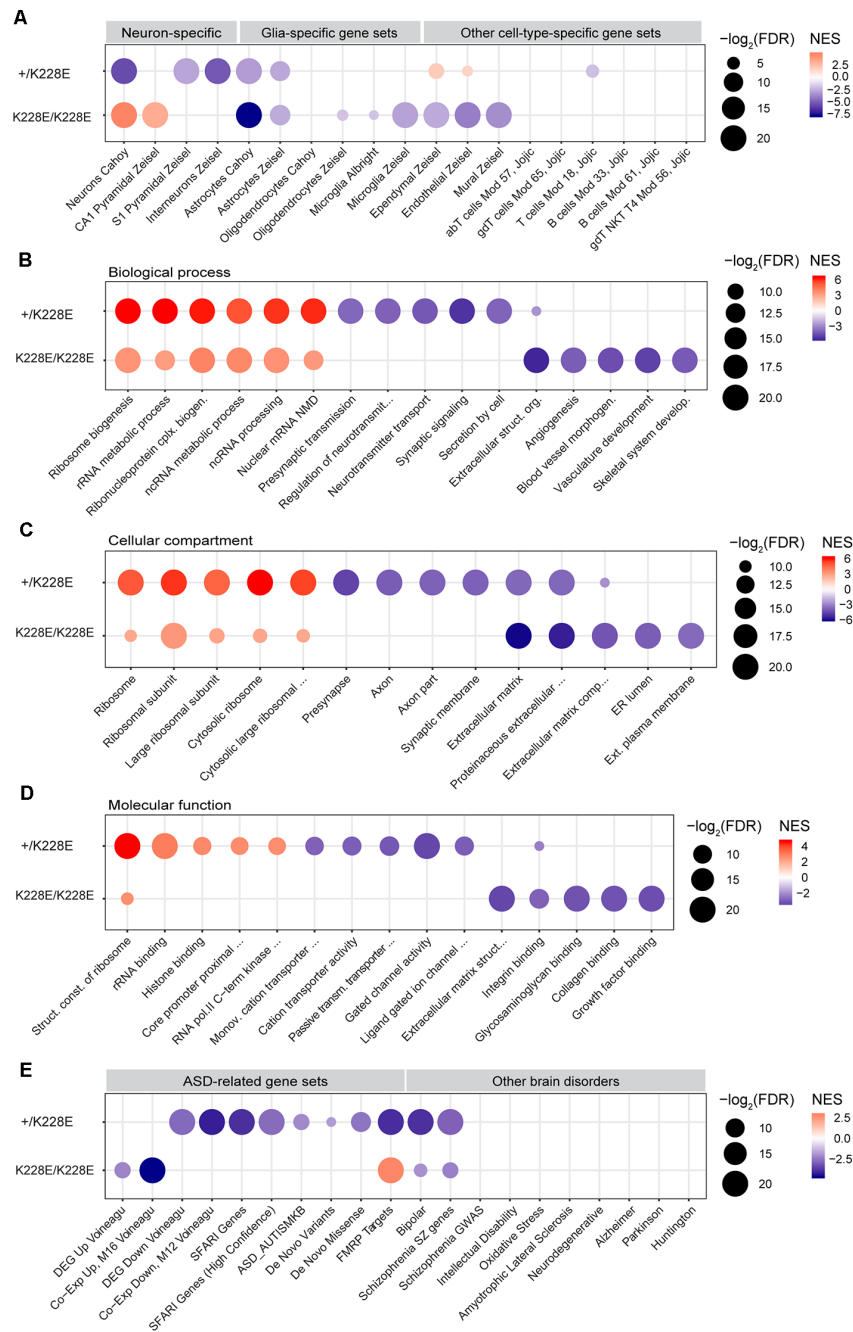 A
Neuron-specific
Glia-specific gene sets
Other cell-type-specific gene sets
+/K228E
K228E/K228E
Neurons Cahoy
CA1 Pyramidal Zeisel
S1 Pyramidal Zeisel
Interneurons Zeisel
Astrocytes Cahoy
Astrocytes Zeisel
Oligodendrocytes Cahoy
Oligodendrocytes Zeisel
Microglia Albright
Microglia Zeisel
Ependymal Zeisel
Endothelial Zeisel
Mural Zeisel
abT cells Mod 57, Jojic
gdT cells Mod 65, Jojic
T cells Mod 18, Jojic
B cells Mod 33, Jojic
B cells Mod 61, Jojic
gdT NKT T4 Mod 56, Jojic
−log2(FDR)
5
10
15
20
NES
2.5
0.0
−2.5
−5.0
−7.5
B
Biological process
+/K228E
K228E/K228E
Ribosome biogenesis
rRNA metabolic process
Ribonucleoprotein cplx. biogen.
ncRNA metabolic process
ncRNA processing
Nuclear mRNA NMD
Presynaptic transmission
Regulation of neurotransmit...
Neurotransmitter transport
Synaptic signaling
Secretion by cell
Extracellular struct. org.
Angiogenesis
Blood vessel morphogen.
Vasculature development
Skeletal system develop.
−log2(FDR)
10.0
12.5
15.0
17.5
20.0
NES
6
3
0
−3
C
Cellular compartment
+/K228E
K228E/K228E
Ribosome
Ribosomal subunit
Large ribosomal subunit
Cytosolic ribosome
Cytosolic large ribosomal ...
Presynapse
Axon
Axon part
Synaptic membrane
Extracellular matrix
Proteinaceous extracellular ...
Extracellular matrix comp...
ER lumen
Ext. plasma membrane
−log2(FDR)
10.0
12.5
15.0
17.5
20.0
NES
6
3
0
−3
−6
D
Molecular function
+/K228E
K228E/K228E
Struct. const. of ribosome
rRNA binding
Histone binding
Core promoter proximal ...
RNA pol.II C−term kinase ...
Monov. cation transporter ...
Cation transporter activity
Passive transm. transporter ...
Gated channel activity
Ligand gated ion channel ...
Extracellular matrix struct...
Integrin binding
Glycosaminoglycan binding
Collagen binding
Growth factor binding
−log2(FDR)
10
15
20
NES
4
2
0
−2
E
ASD-related gene sets
Other brain disorders
+/K228E
K228E/K228E
DEG Up Voineagu
Co−Exp Up, M16 Voineagu
DEG Down Voineagu
Co−Exp Down, M12 Voineagu
SFARI Genes
SFARI Genes (High Confidence)
ASD_AUTISMKB
De Novo Variants
De Novo Missense
FMRP Targets
Bipolar
Schizophrenia SZ genes
Schizophrenia GWAS
Intellectual Disability
Oxidative Stress
Amyotrophic Lateral Sclerosis
Neurodegenerative
Alzheimer
Parkinson
Huntington
−log2(FDR)
10
15
20
NES
2.5
0.0
−2.5